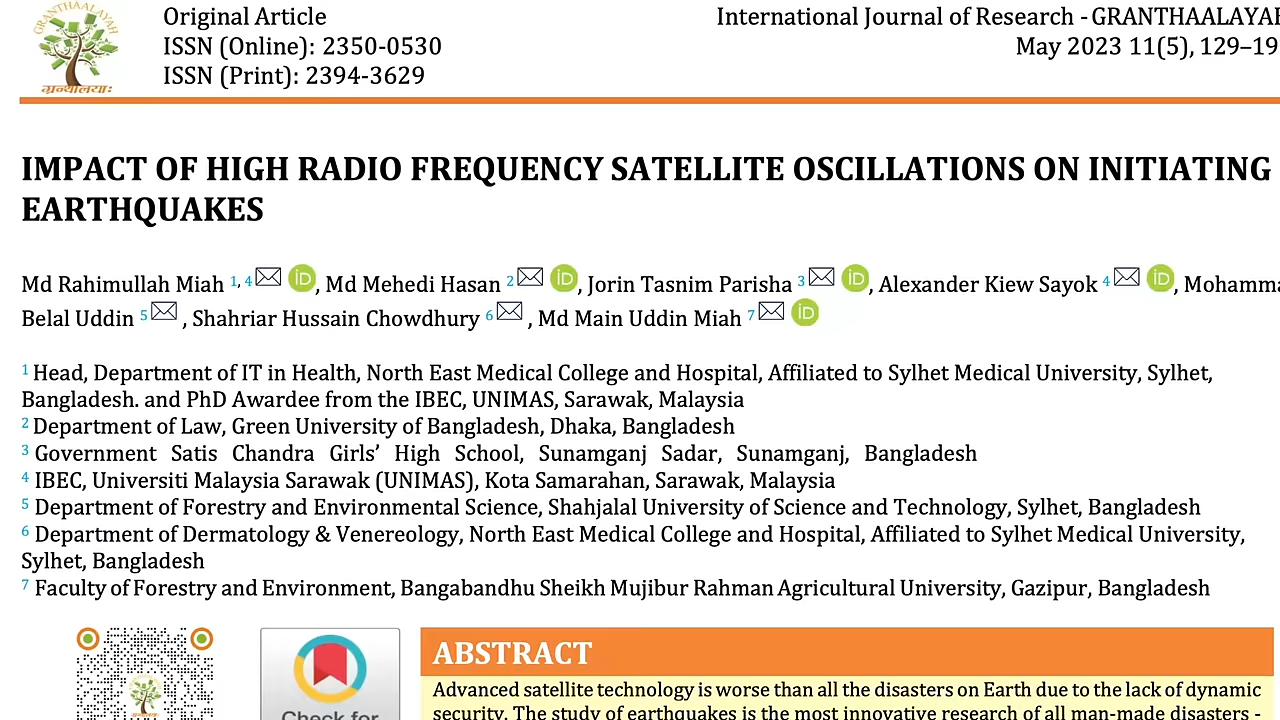 GRANTHAALAYAH
ग्रन्थालयाः
Original Article
ISSN (Online): 2350-0530
ISSN (Print): 2394-3629
International Journal of Research - GRANTHAALAYAH
May 2023 11(5), 129–19
IMPACT OF HIGH RADIO FREQUENCY SATELLITE OSCILLATIONS ON INITIATING
EARTHQUAKES
Md Rahimullah Miah 1, 4 iD, Md Mehedi Hasan 2 iD, Jorin Tasnim Parisha 3 iD, Alexander Kiew Sayok 4 iD, Mohamma
Belal Uddin 5 , Shahriar Hussain Chowdhury 6 , Md Main Uddin Miah 7 iD
1 Head, Department of IT in Health, North East Medical College and Hospital, Affiliated to Sylhet Medical University, Sylhet,
Bangladesh. and PhD Awardee from the IBEC, UNIMAS, Sarawak, Malaysia
2 Department of Law, Green University of Bangladesh, Dhaka, Bangladesh
3 Government Satis Chandra Girls’ High School, Sunamganj Sadar, Sunamganj, Bangladesh
4 IBEC, Universiti Malaysia Sarawak (UNIMAS), Kota Samarahan, Sarawak, Malaysia
5 Department of Forestry and Environmental Science, Shahjalal University of Science and Technology, Sylhet, Bangladesh
6 Department of Dermatology & Venereology, North East Medical College and Hospital, Affiliated to Sylhet Medical University,
Sylhet, Bangladesh
7 Faculty of Forestry and Environment, Bangabandhu Sheikh Mujibur Rahman Agricultural University, Gazipur, Bangladesh
Check for
ABSTRACT
Advanced satellite technology is worse than all the disasters on Earth due to the lack of dynamic
security. The study of earthquakes is the most innovative research of all man-made disasters -